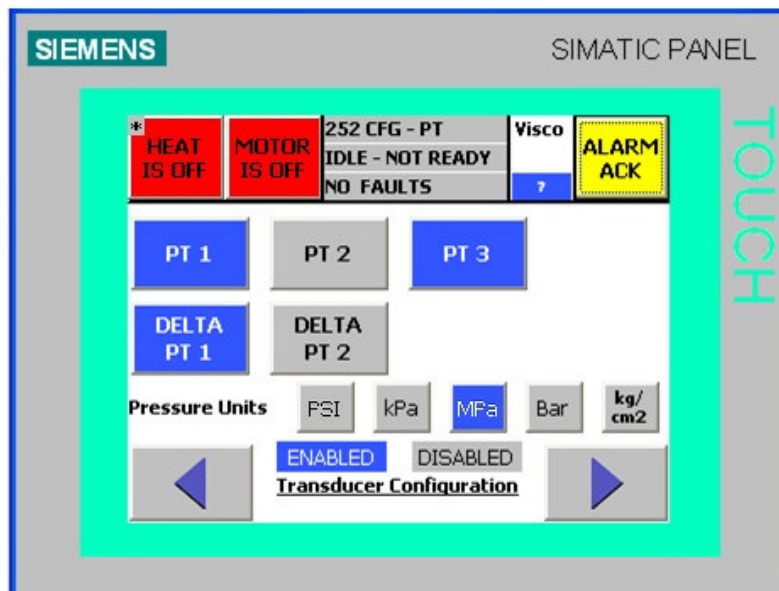 SIEMENS
SIMATIC PANEL
TOUCH
*
HEAT
IS OFF
MOTOR
IS OFF
252 CFG - PT
IDLE - NOT READY
NO FAULTS
Visco
?
ALARM
ACK
PT 1
PT 2
PT 3
DELTA
PT 1
DELTA
PT 2
Pressure Units
PSI
kPa
MPa
Bar
kg/
cm2
ENABLED
DISABLED
Transducer Configuration